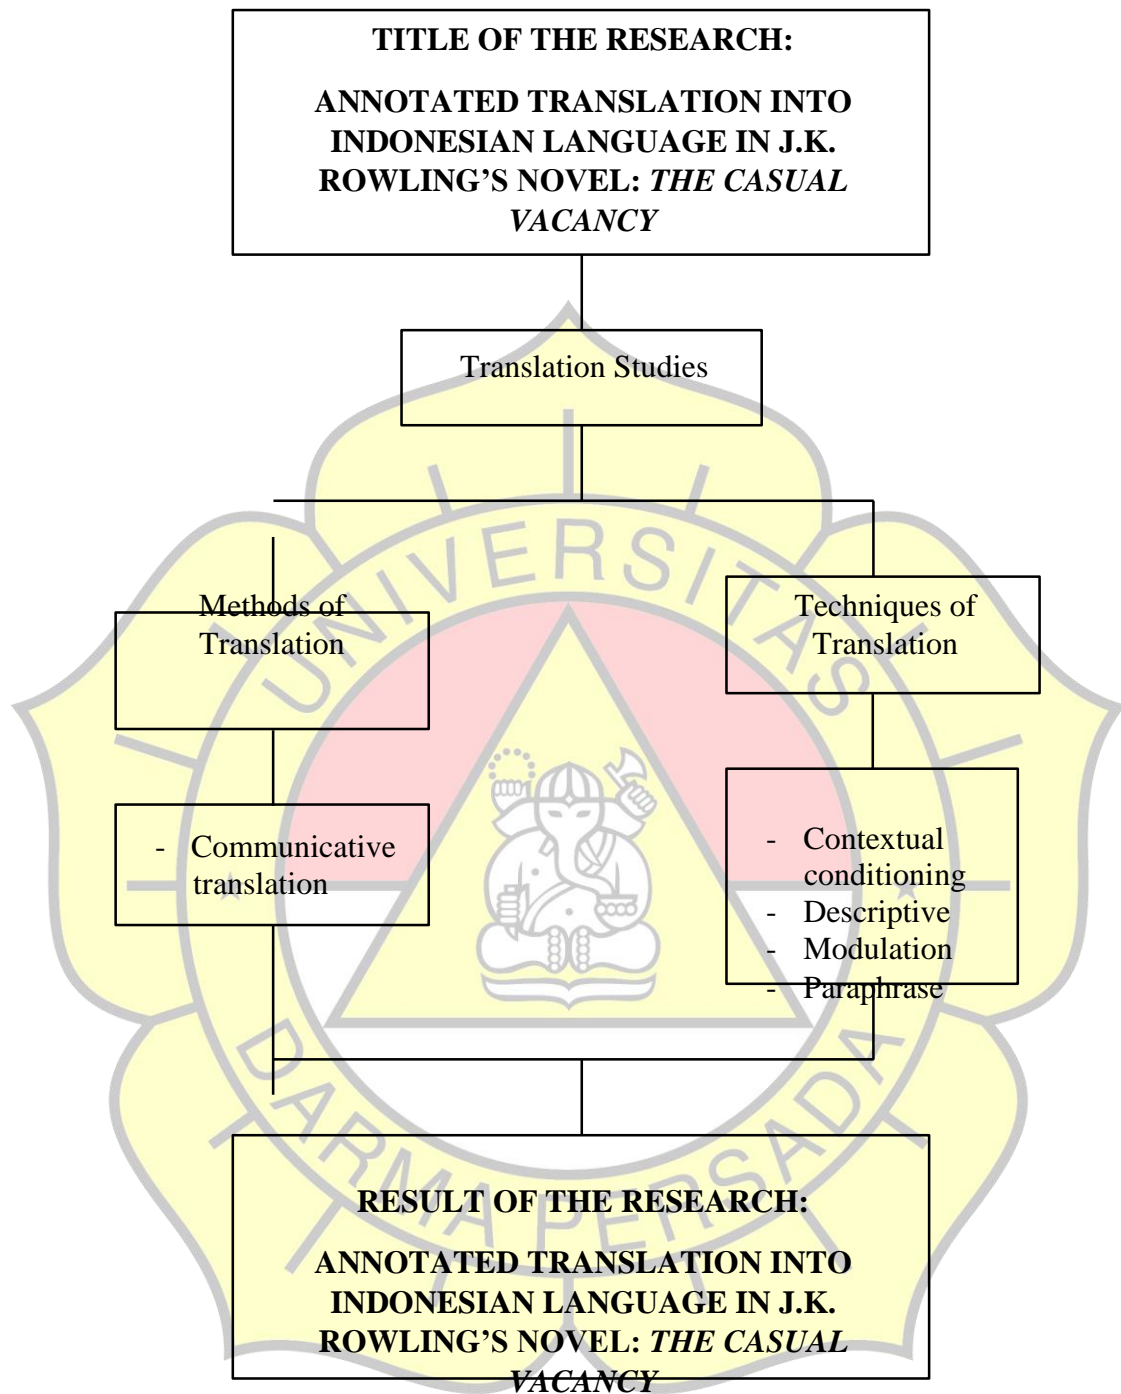 TITLE OF THE RESEARCH:
ANNOTATED TRANSLATION INTO
INDONESIAN LANGUAGE IN J.K.
ROWLING’S NOVEL: THE CASUAL
VACANCY
Translation Studies
Methods of
Translation
Techniques of
Translation
- Communicative
translation
- Contextual
conditioning
- Descriptive
- Modulation
- Paraphrase
RESULT OF THE RESEARCH:
ANNOTATED TRANSLATION INTO
INDONESIAN LANGUAGE IN J.K.
ROWLING’S NOVEL: THE CASUAL
VACANCY
UNIVERSITAS
DARMA PERSADA